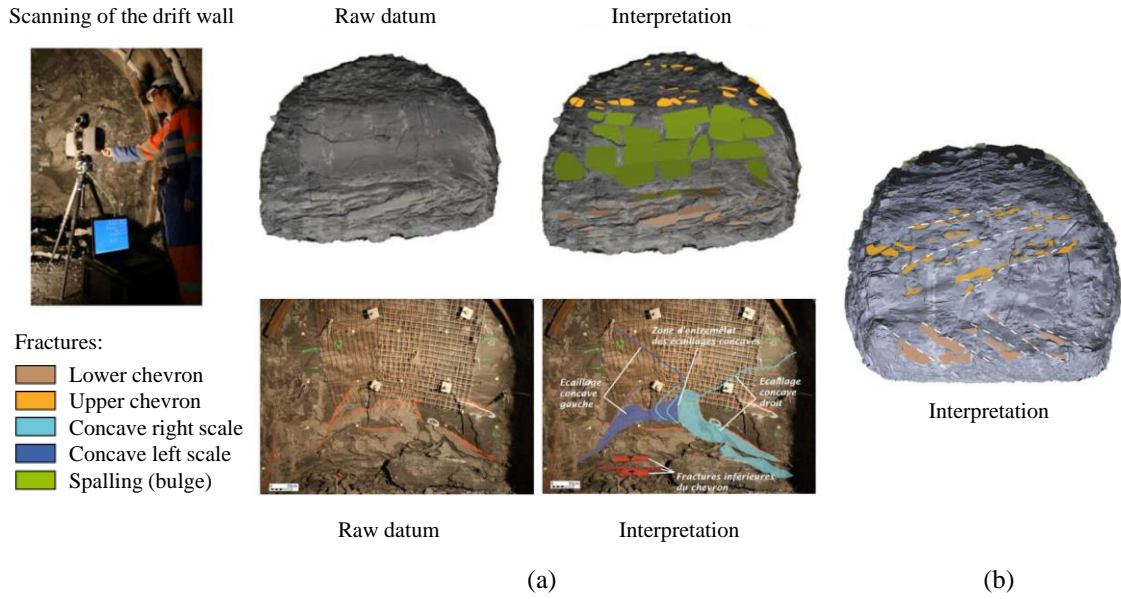 Scanning of the drift wall
Raw datum
Interpretation
Fractures:
Lower chevron
Upper chevron
Concave right scale
Concave left scale
Spalling (bulge)
Zone d'entremêlat
des ecaillages concaves
Ecaillage
concave
gauche
Ecaillage
concave
droit
Fractures inférieures
du chevron
Raw datum
Interpretation
Interpretation
(a)
(b)